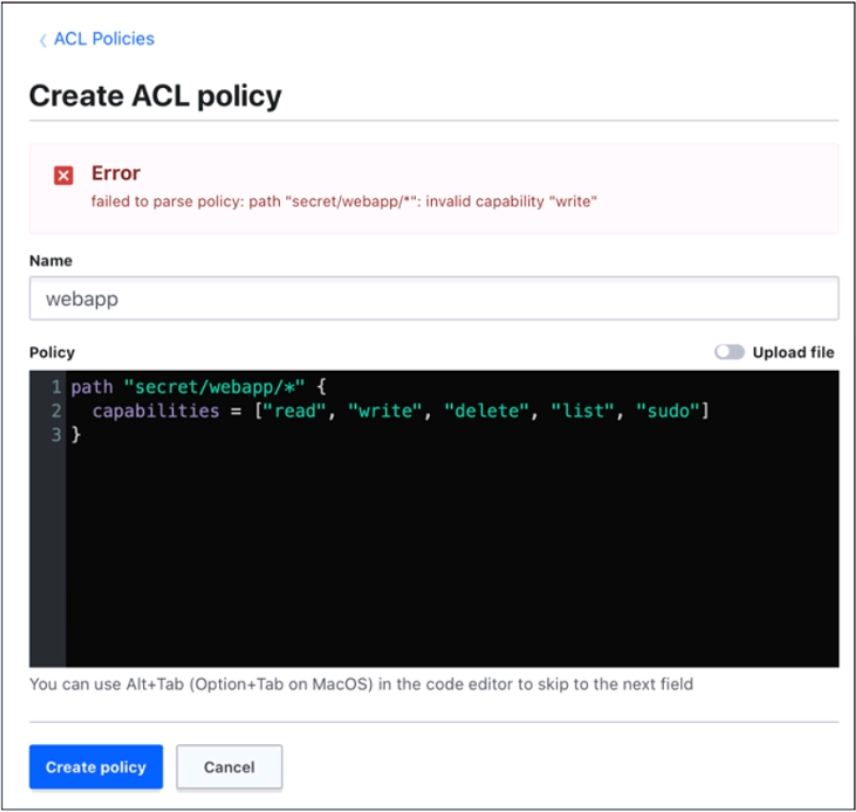 ACL Policies
Create ACL policy
Error
failed to parse policy: path "secret/webapp/*": invalid capability "write"
Name
webapp
Policy
Upload file
1 path "secret/webapp/*" {
2 capabilities = ["read", "write", "delete", "list", "sudo"]
3 }
You can use Alt+Tab (Option+Tab on MacOS) in the code editor to skip to the next field
Create policy
Cancel